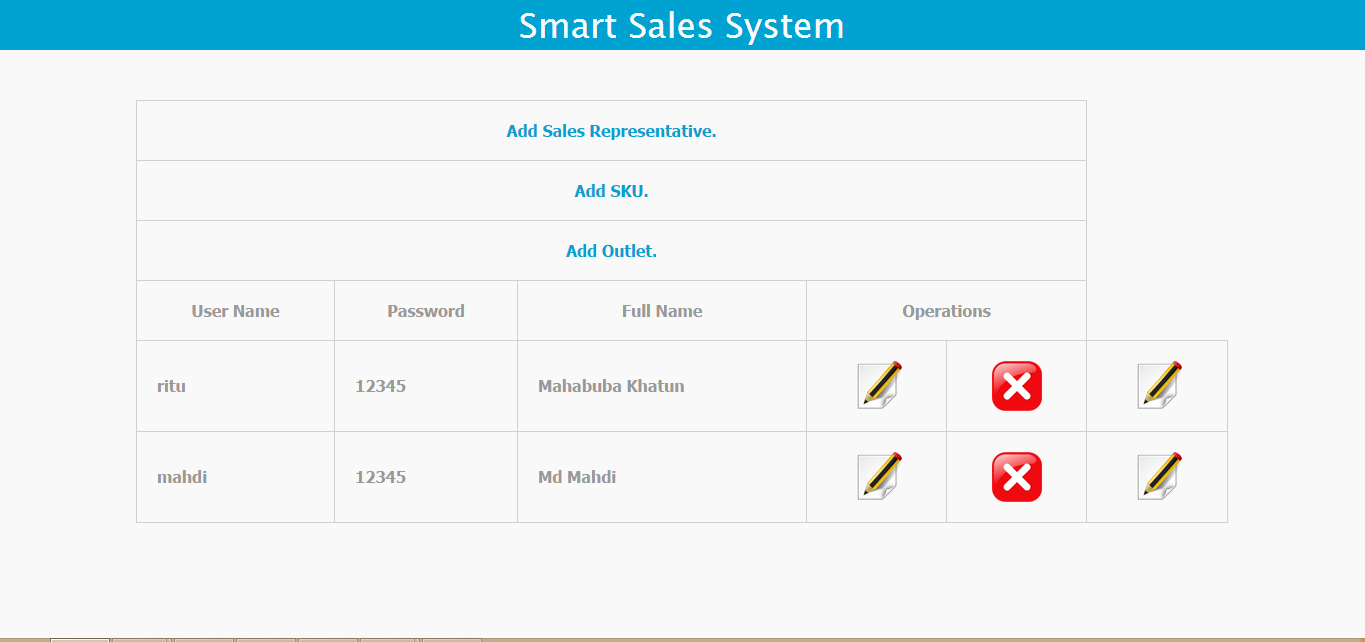 Smart Sales System
Add Sales Representative.
Add SKU.
Add Outlet.
User Name Password Full Name Operations
ritu 12345 Mahabuba Khatun
mahdi 12345 Md Mahdi